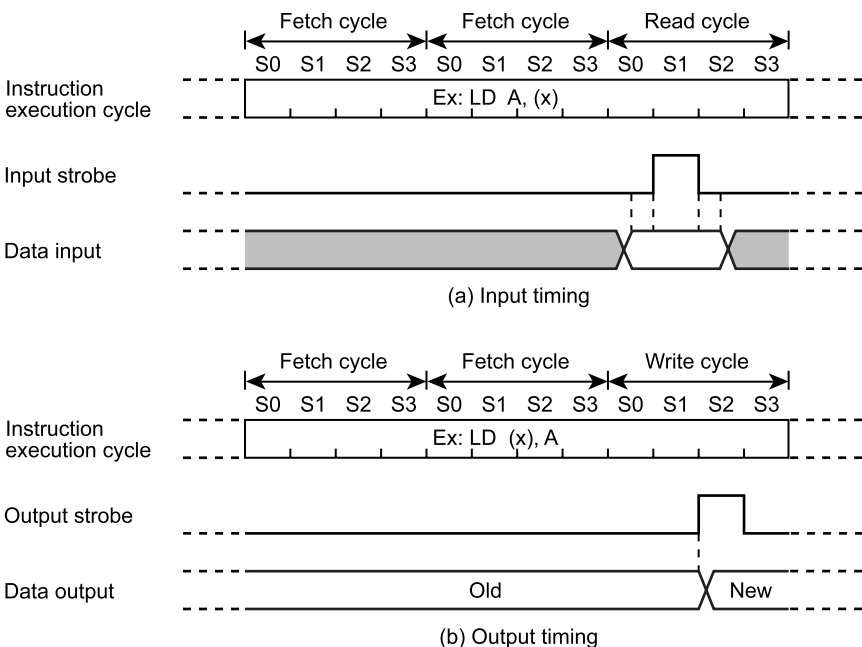 Fetch cycle Fetch cycle Read cycle
S0 S1 S2 S3 S0 S1 S2 S3 S0 S1 S2 S3
Instruction
execution cycle
Ex: LD A, (x)
Input strobe
Data input
(a) Input timing
Fetch cycle Fetch cycle Write cycle
S0 S1 S2 S3 S0 S1 S2 S3 S0 S1 S2 S3
Instruction
execution cycle
Ex: LD (x), A
Output strobe
Data output
Old New
(b) Output timing